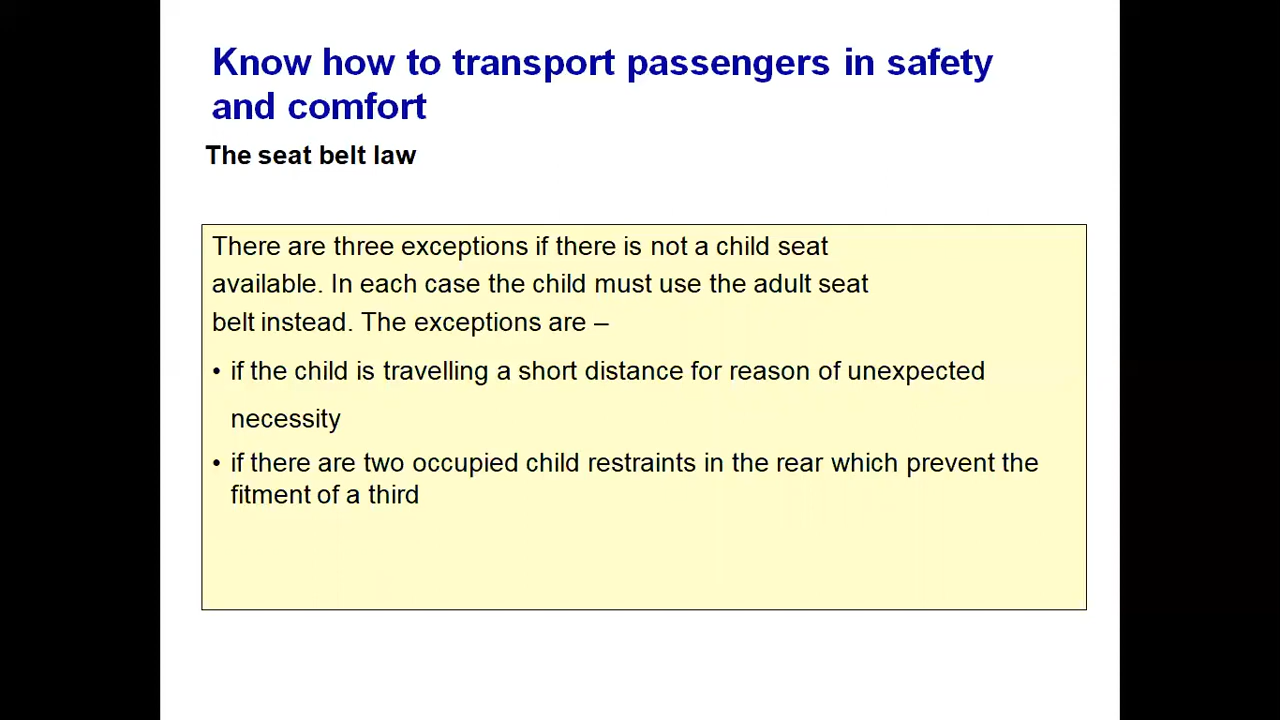 Know how to transport passengers in safety
and comfort
The seat belt law
There are three exceptions if there is not a child seat
available. In each case the child must use the adult seat
belt instead. The exceptions are –
• if the child is travelling a short distance for reason of unexpected
necessity
• if there are two occupied child restraints in the rear which prevent the
fitment of a third